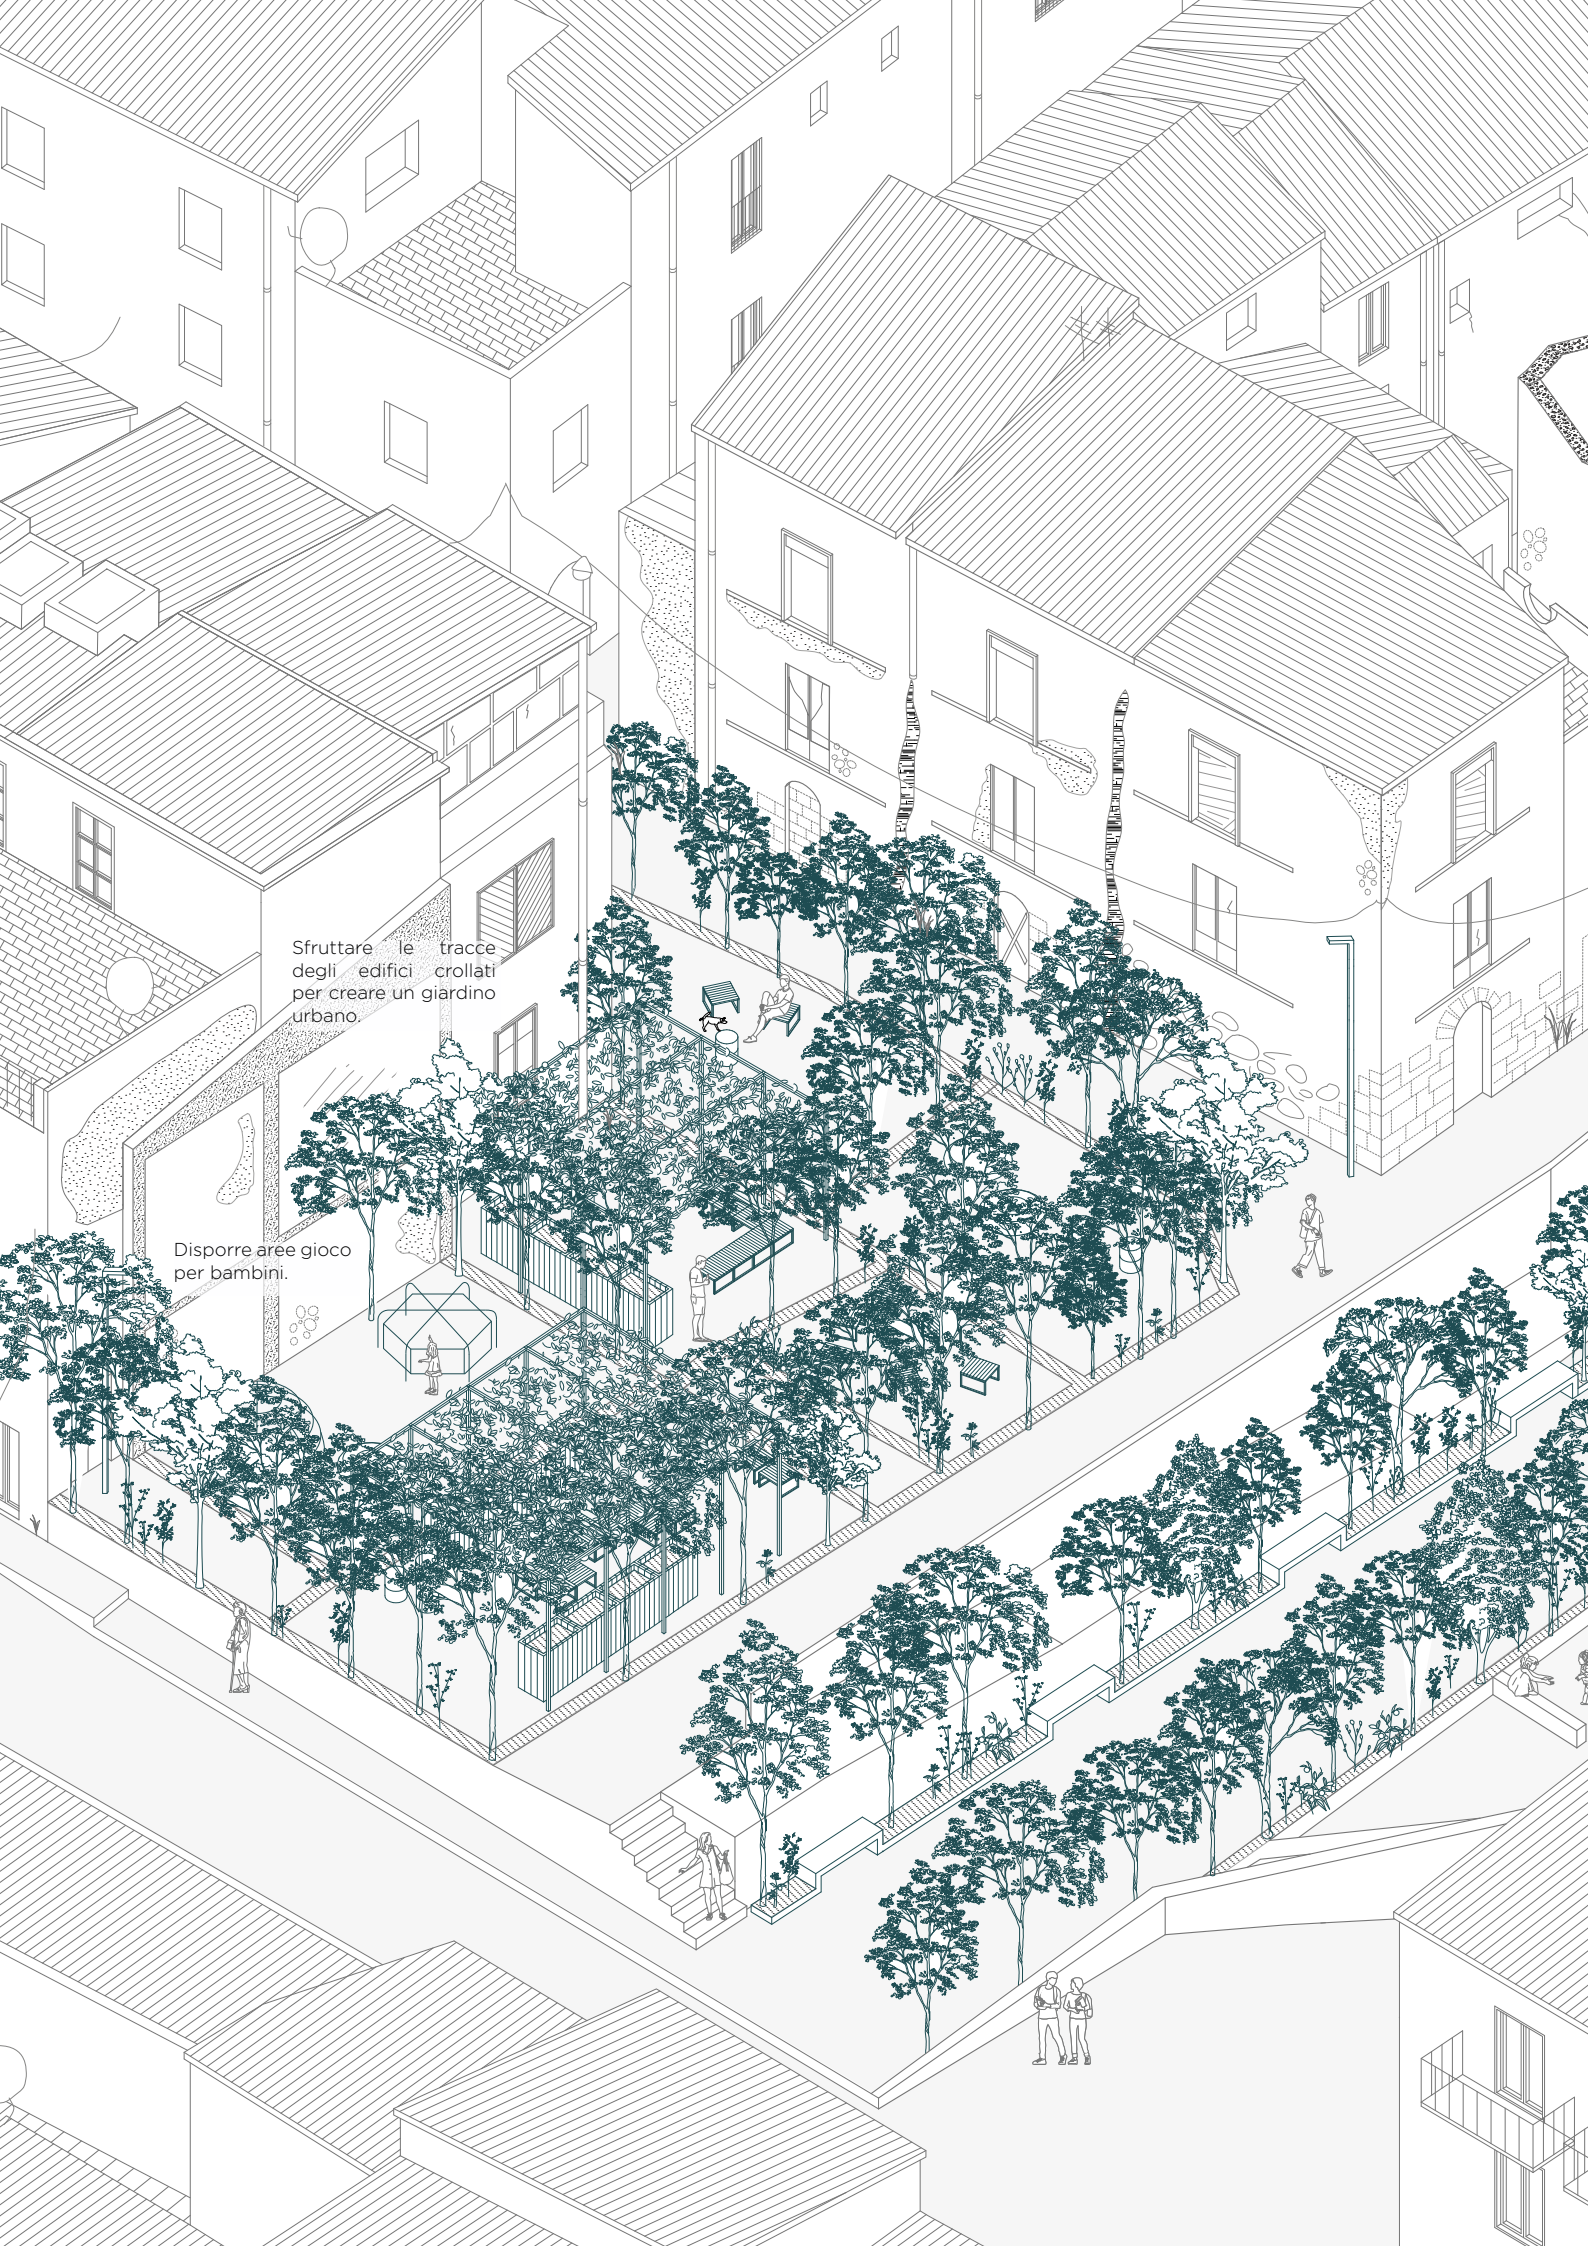 Sfruttare le tracce
degli edifici crollati
per creare un giardino
urbano.
Disporre aree gioco
per bambini.